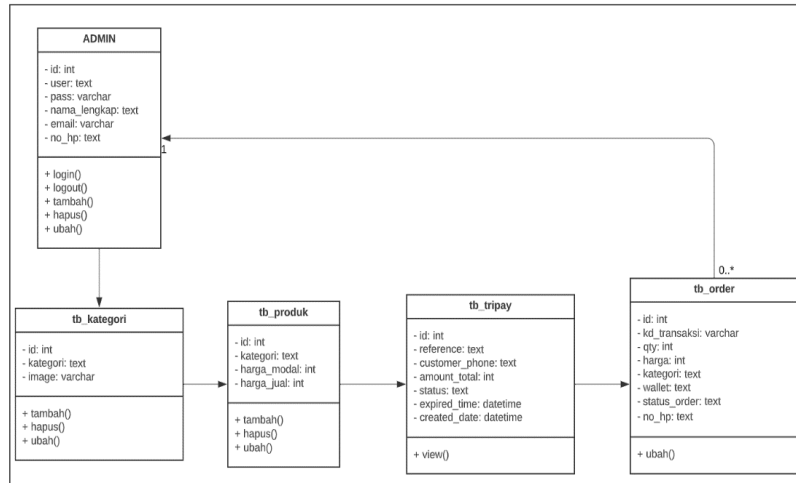 ADMIN
- id: int
- user: text
- pass: varchar
- nama_lengkap: text
- email: varchar
- no_hp: text
1
+ login()
+ logout()
+ tambah()
+ hapus()
+ ubah()
tb_kategori
- id: int
- kategori: text
- image: varchar
+ tambah()
+ hapus()
+ ubah()
tb_produk
- id: int
- kategori: text
- harga_modal: int
- harga_jual: int
+ tambah()
+ hapus()
+ ubah()
tb_tripay
- id: int
- reference: text
- customer_phone: text
- amount_total: int
- status: text
- expired_time: datetime
- created_date: datetime
+ view()
0..*
tb_order
- id: int
- kd_transaksi: varchar
- qty: int
- harga: int
- kategori: text
- wallet: text
- status_order: text
- no_hp: text
+ ubah()